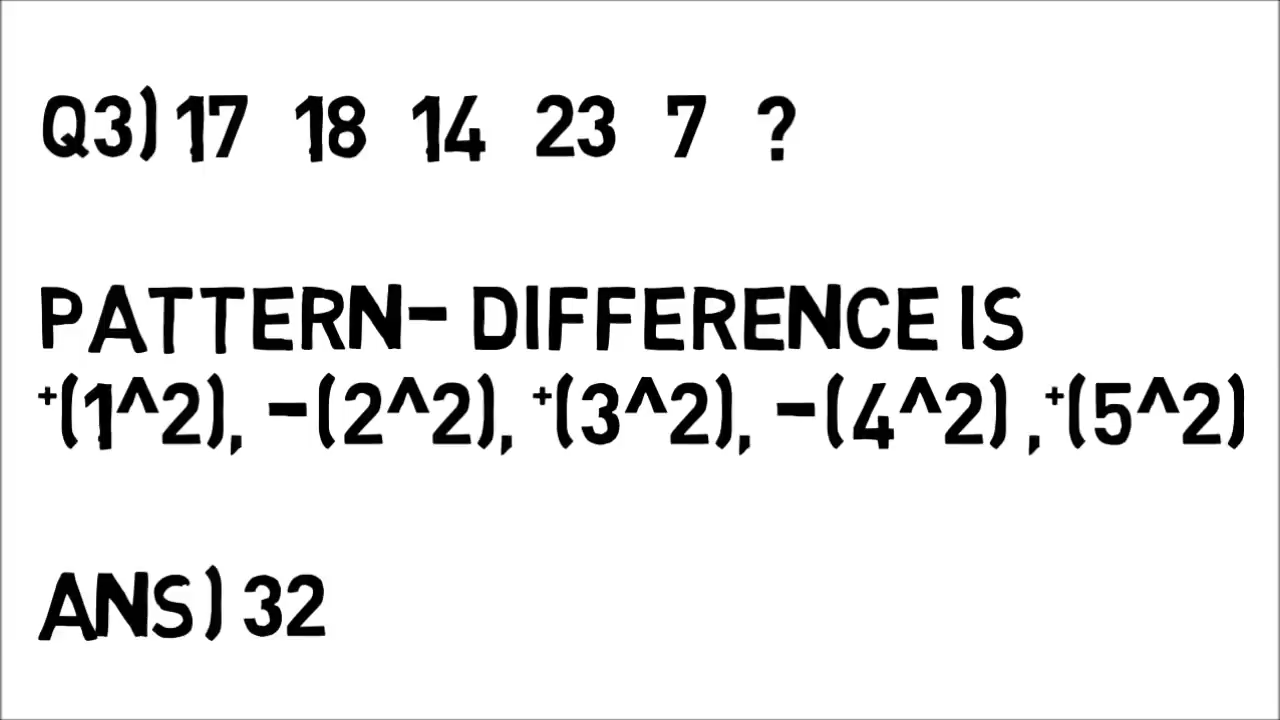 Q3) 17 18 14 23 7 ?
PATTERN- DIFFERENCE IS
+(1^2), -(2^2), +(3^2), -(4^2) ,+(5^2)
ANS) 32